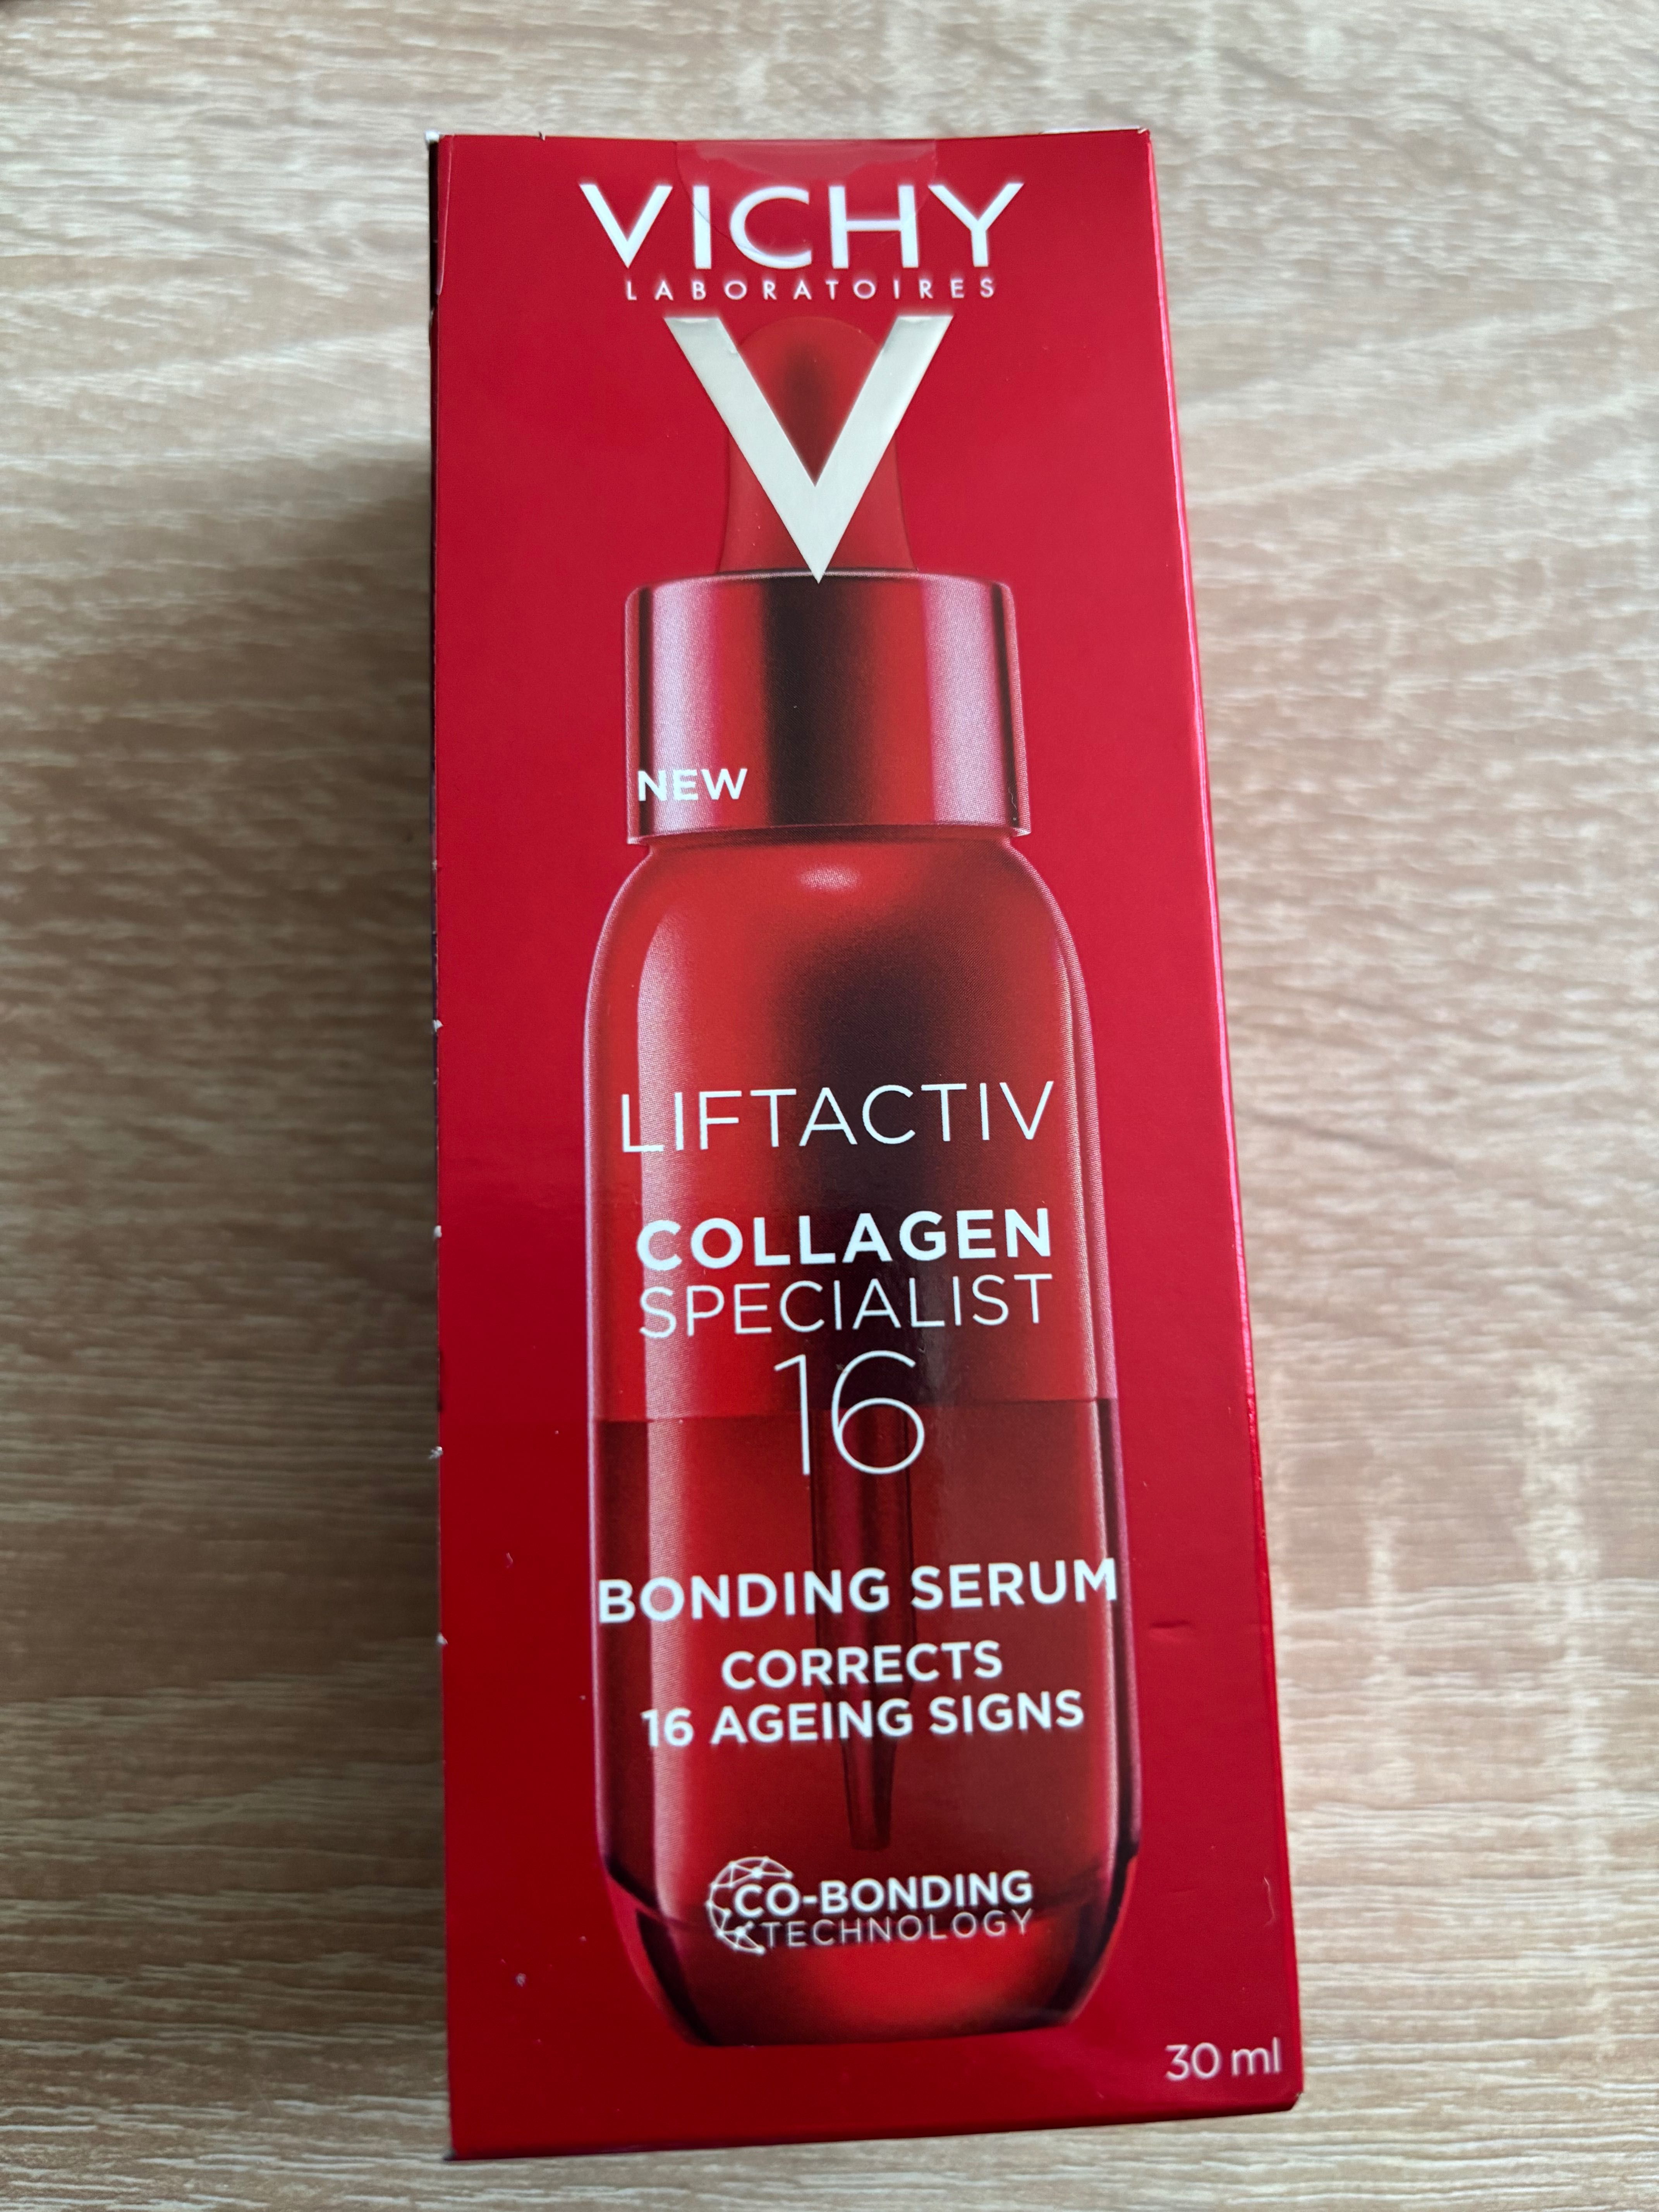 VICHY
LABORATOIRES
V
NEW
LIFTACTIV
COLLAGEN
SPECIALIST
16
BONDING SERUM
CORRECTS
16 AGEING SIGNS
CO-BONDING
TECHNOLOGY
30 ml